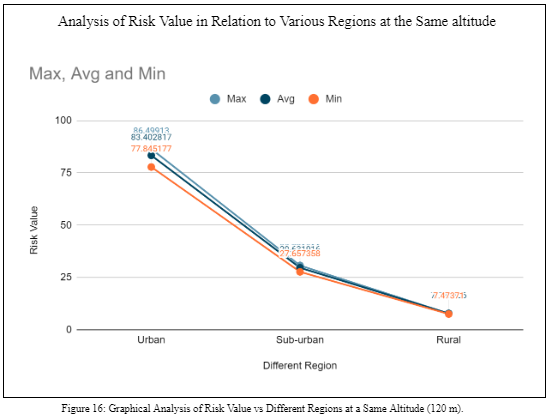 Analysis of Risk Value in Relation to Various Regions at the Same altitude
Max, Avg and Min
Max Avg Min
100
86.49913
83.402817
77.845177
75
Risk Value
50
27.657358
25
0
Urban Sub-urban Rural
Different Region
Figure 16: Graphical Analysis of Risk Value vs Different Regions at a Same Altitude (120 m).